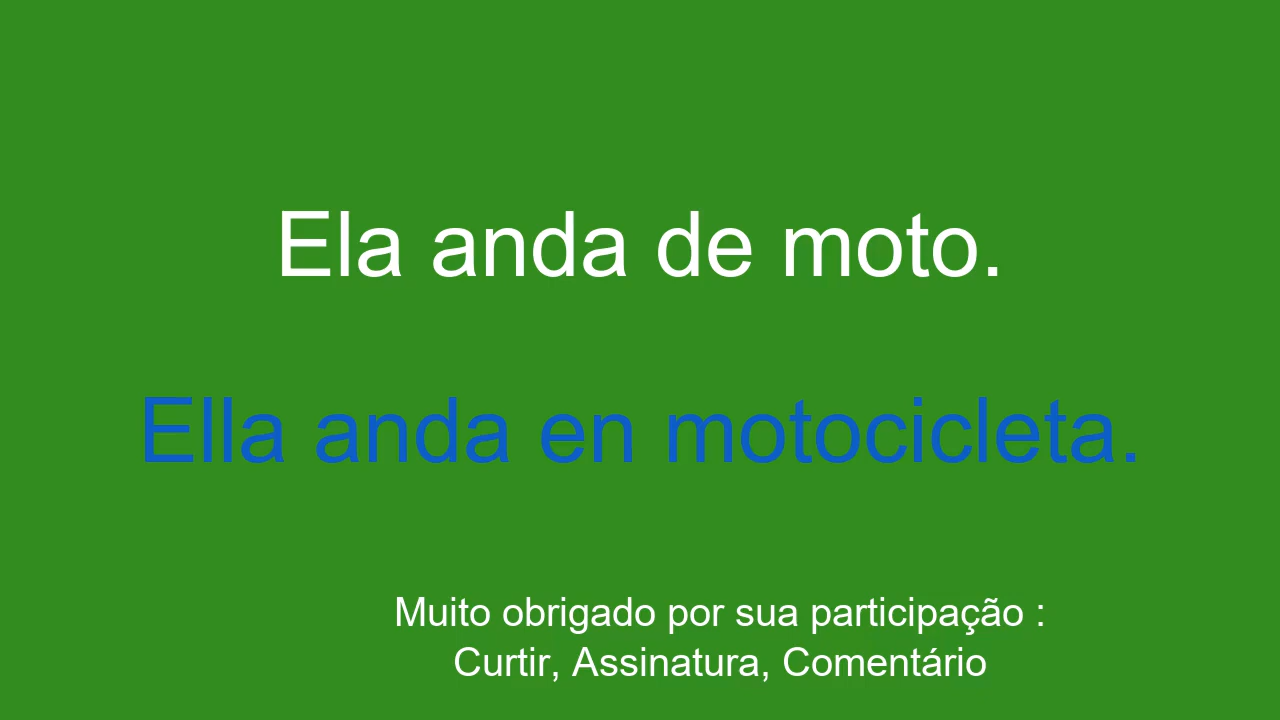 Ela anda de moto.
Ella anda en motocicleta.
Muito obrigado por sua participação :
Curtir, Assinatura, Comentário